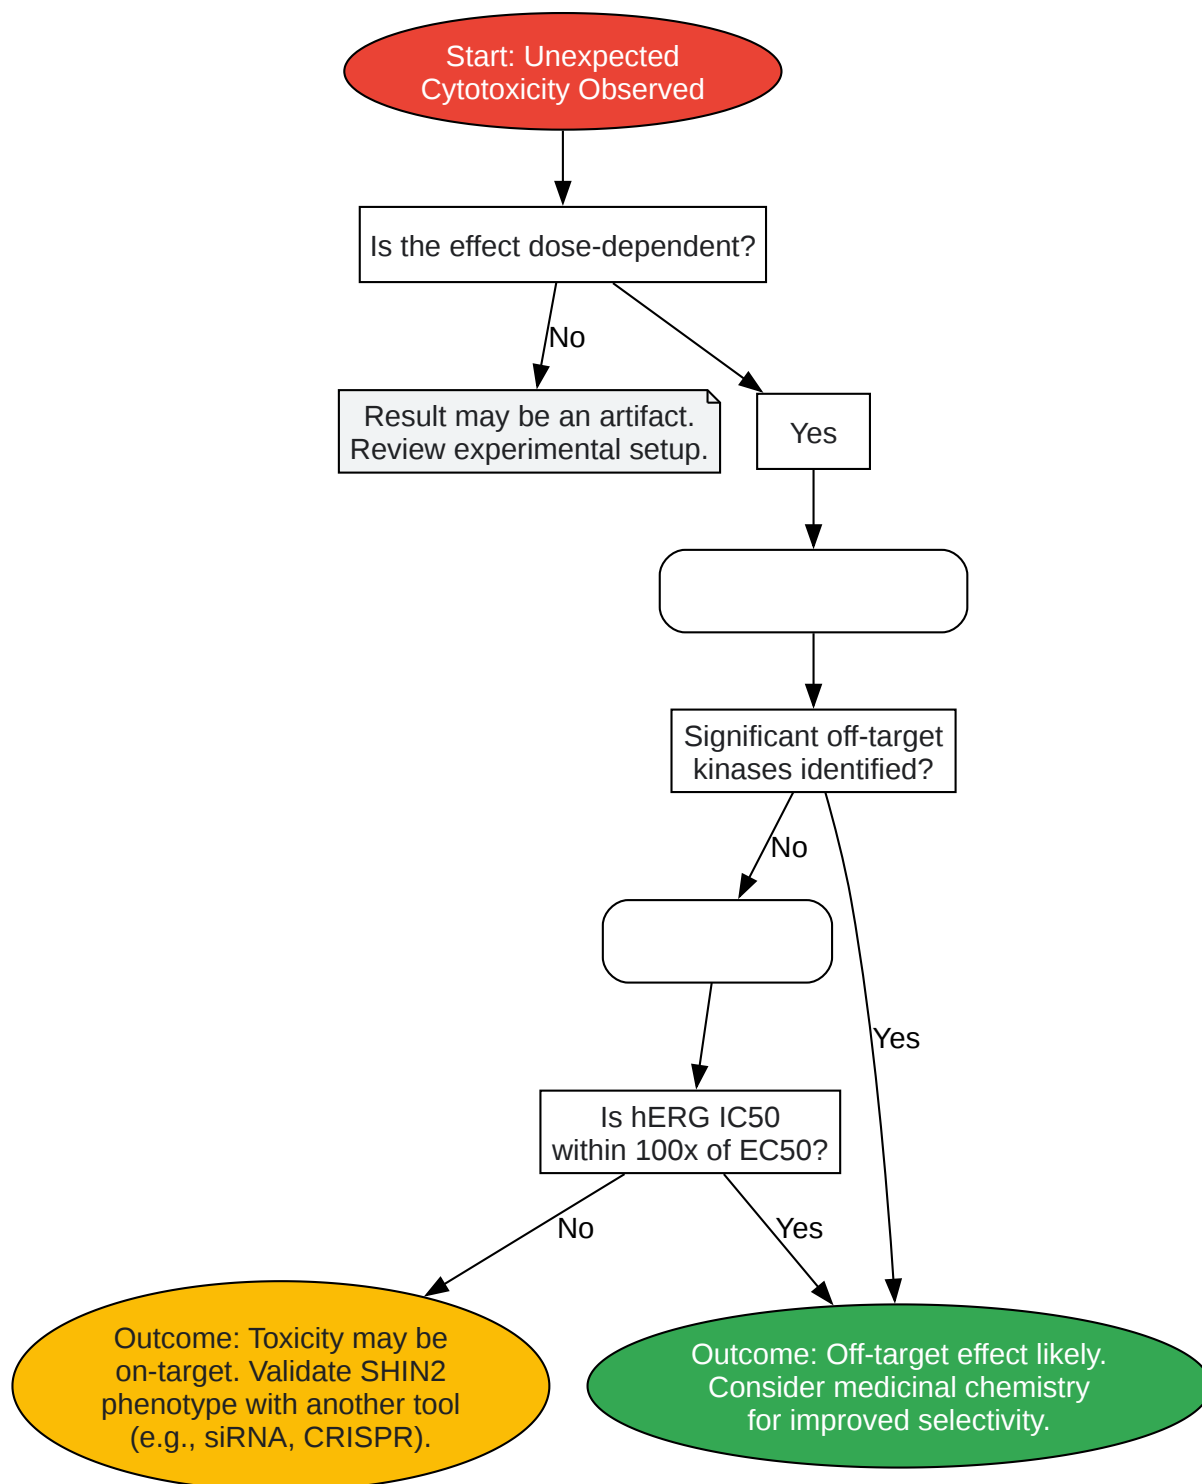 Start: Unexpected
Cytotoxicity Observed
Is the effect dose-dependent?
No
Result may be an artifact.
Review experimental setup.
Yes
Significant off-target
kinases identified?
No
Yes
Is hERG IC50
within 100x of EC50?
No
Yes
Outcome: Toxicity may be
on-target. Validate SHIN2
phenotype with another tool
(e.g., siRNA, CRISPR).
Outcome: Off-target effect likely.
Consider medicinal chemistry
for improved selectivity.